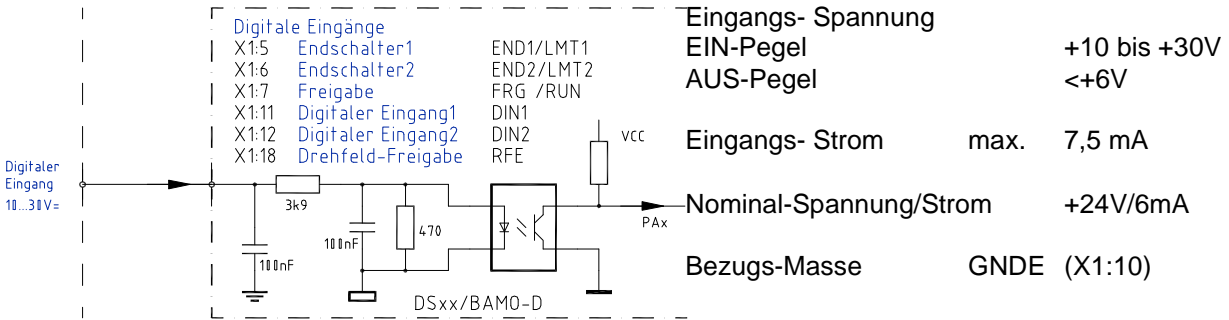 Digitale Eingänge
X1:5 Endschalter1 END1/LMT1
X1:6 Endschalter2 END2/LMT2
X1:7 Freigabe FRG /RUN
X1:11 Digitaler Eingang1 DIN1
X1:12 Digitaler Eingang2 DIN2
X1:18 Drehfeld-Freigabe RFE
VCC
Digitaler
Eingang
10...30V=
3k9
100nF
470
100nF
PAx
DSxx/BAMO-D
Eingangs- Spannung
EIN-Pegel +10 bis +30V
AUS-Pegel <+6V
Eingangs- Strom max. 7,5 mA
Nominal-Spannung/Strom +24V/6mA
Bezugs-Masse GNDE (X1:10)